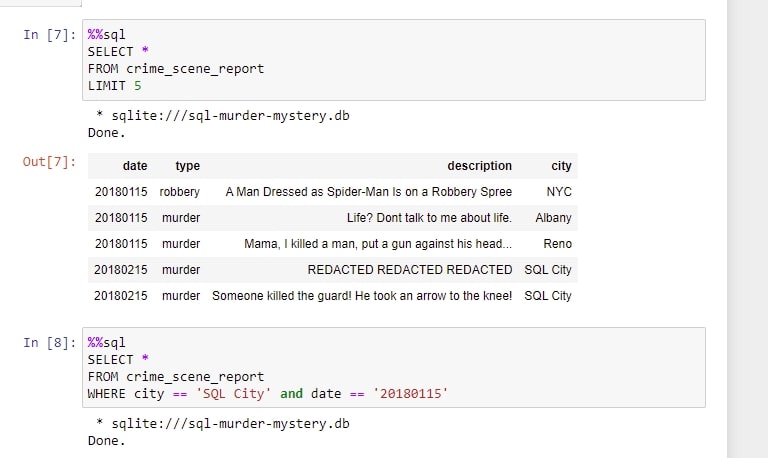 In [7]: %%sql
SELECT *
FROM crime_scene_report
LIMIT 5
* sqlite:///sql-murder-mystery.db
Done.
Out[7]: date type description city
20180115 robbery A Man Dressed as Spider-Man Is on a Robbery Spree NYC
20180115 murder Life? Dont talk to me about life. Albany
20180115 murder Mama, I killed a man, put a gun against his head... Reno
20180215 murder REDACTED REDACTED REDACTED SQL City
20180215 murder Someone killed the guard! He took an arrow to the knee! SQL City
In [8]: %%sql
SELECT *
FROM crime_scene_report
WHERE city == 'SQL City' and date == '20180115'
* sqlite:///sql-murder-mystery.db
Done.